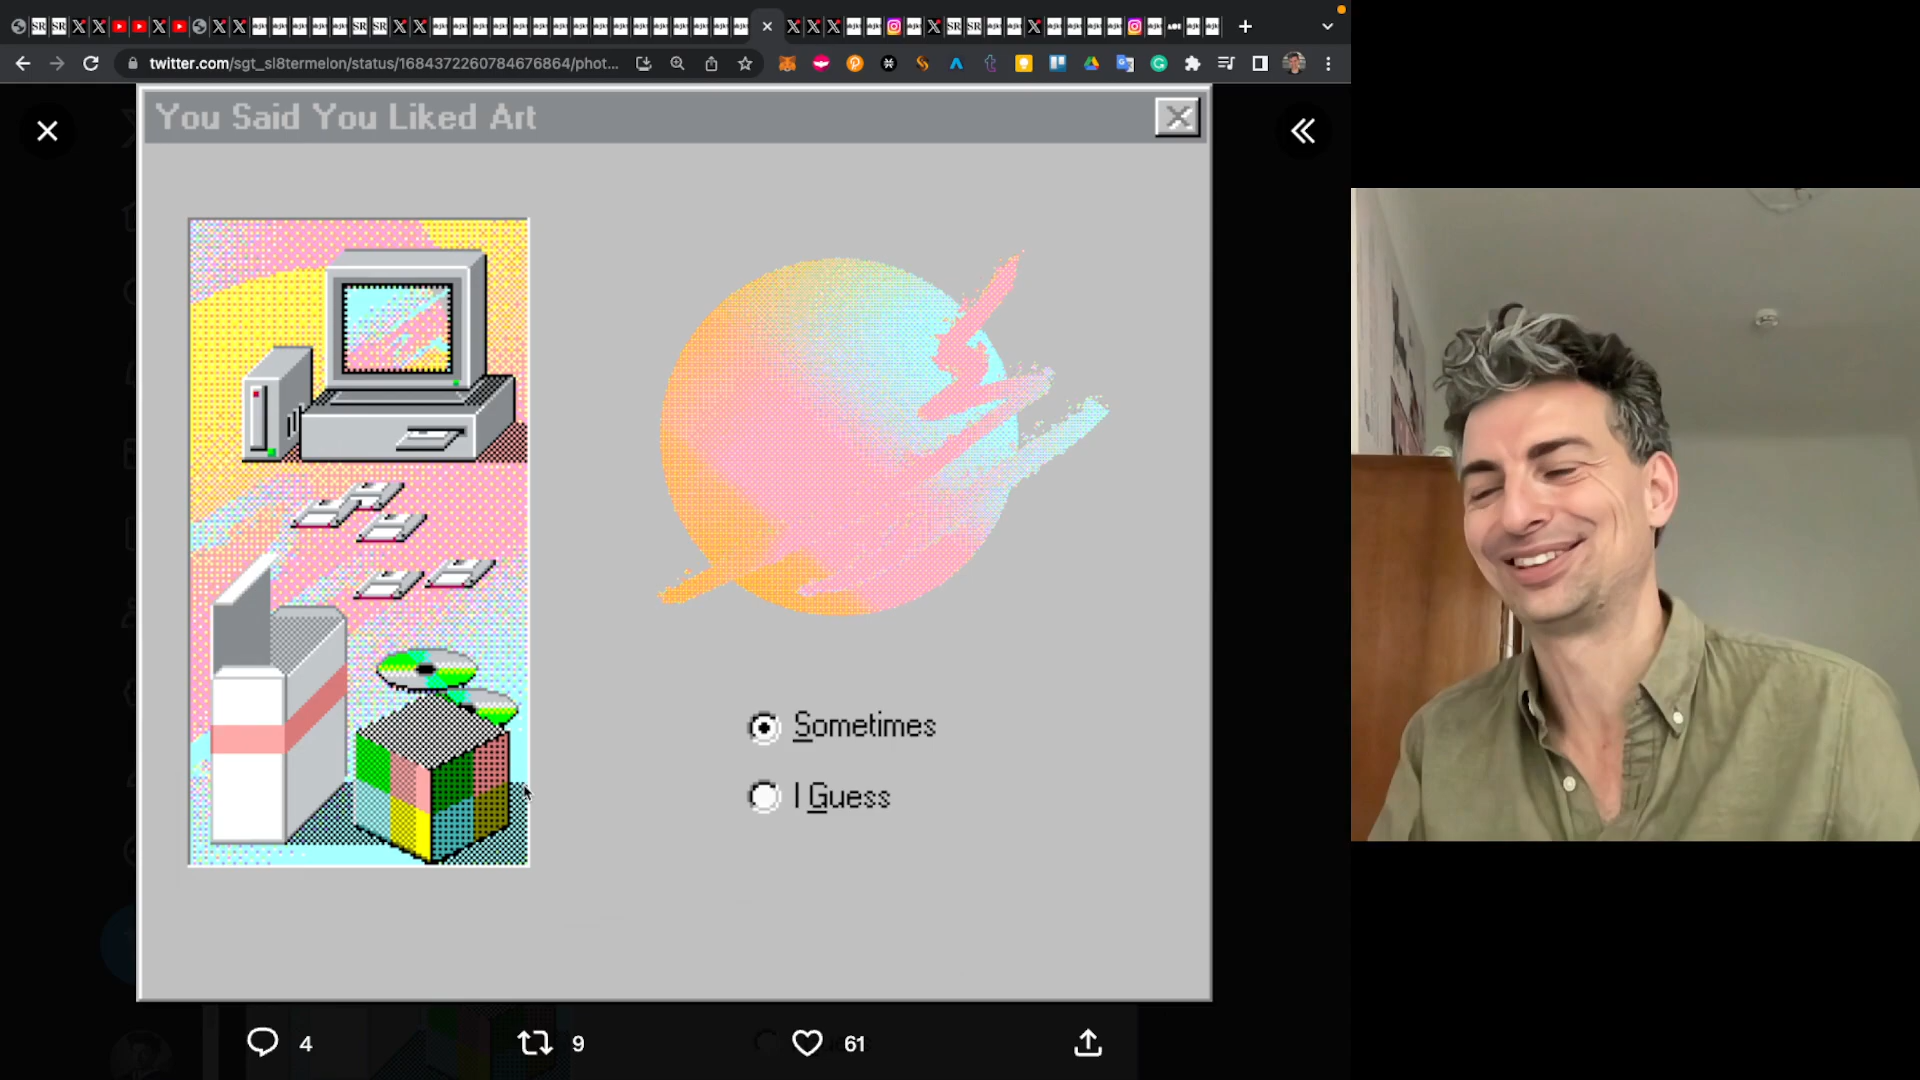 twitter.com/sgt_sl8termelon/status/1684372260784676864/phot...
You Said You Liked Art
Sometimes
I Guess
4
9
61